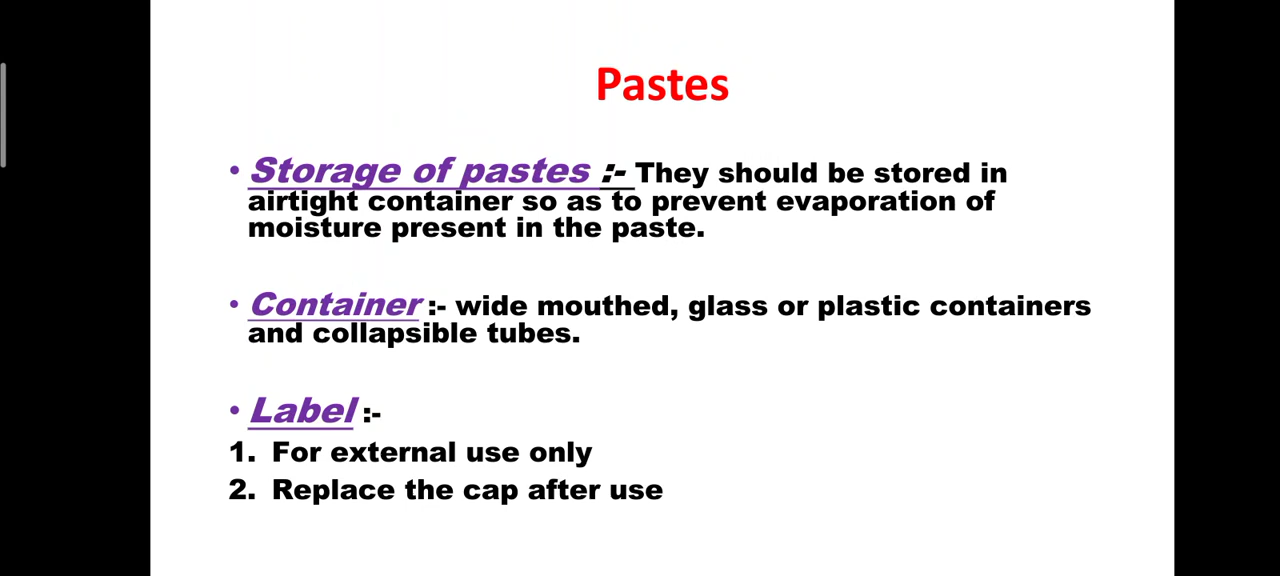 Pastes
• Storage of pastes :- They should be stored in
airtight container so as to prevent evaporation of
moisture present in the paste.
• Container :- wide mouthed, glass or plastic containers
and collapsible tubes.
• Label :-
1. For external use only
2. Replace the cap after use